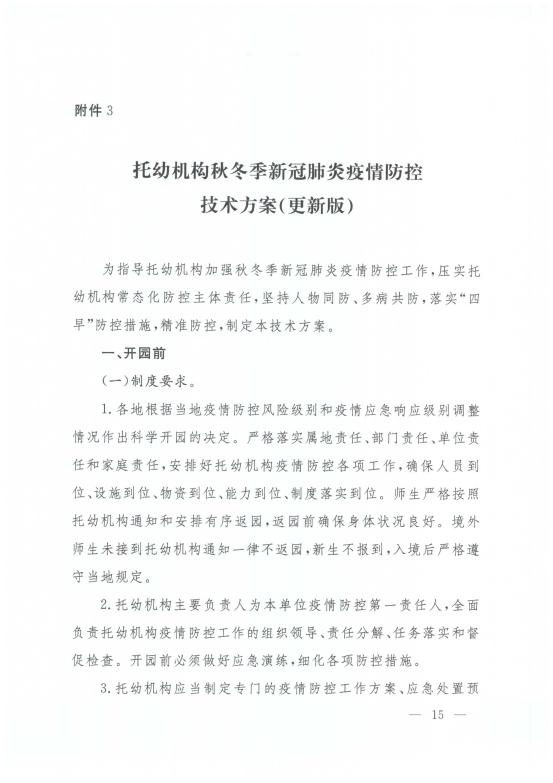 附件 3
托幼机构秋冬季新冠肺炎疫情防控
技术方案(更新版)
为指导托幼机构加强秋冬季新冠肺炎疫情防控工作,压实托
幼机构常态化防控主体责任,坚持人物同防、多病共防,落实“四
早”防控措施,精准防控,制定本技术方案。
一、开园前
(一)制度要求。
1.各地根据当地疫情防控风险级别和疫情应急响应级别调整
情况作出科学开园的决定。严格落实属地责任、部门责任、单位责
任和家庭责任,安排好托幼机构疫情防控各项工作,确保人员到
位、设施到位、物资到位、能力到位、制度落实到位。师生严格按照
托幼机构通知和安排有序返园,返园前确保身体状况良好。境外
师生未接到托幼机构通知一律不返园,新生不报到,入境后严格遵
守当地规定。
2.托幼机构主要负责人为本单位疫情防控第一责任人,全面
负责托幼机构疫情防控工作的组织领导、责任分解、任务落实和督
促检查。开园前必须做好应急演练,细化各项防控措施。
3.托幼机构应当制定专门的疫情防控工作方案、应急处置预
— 15 —